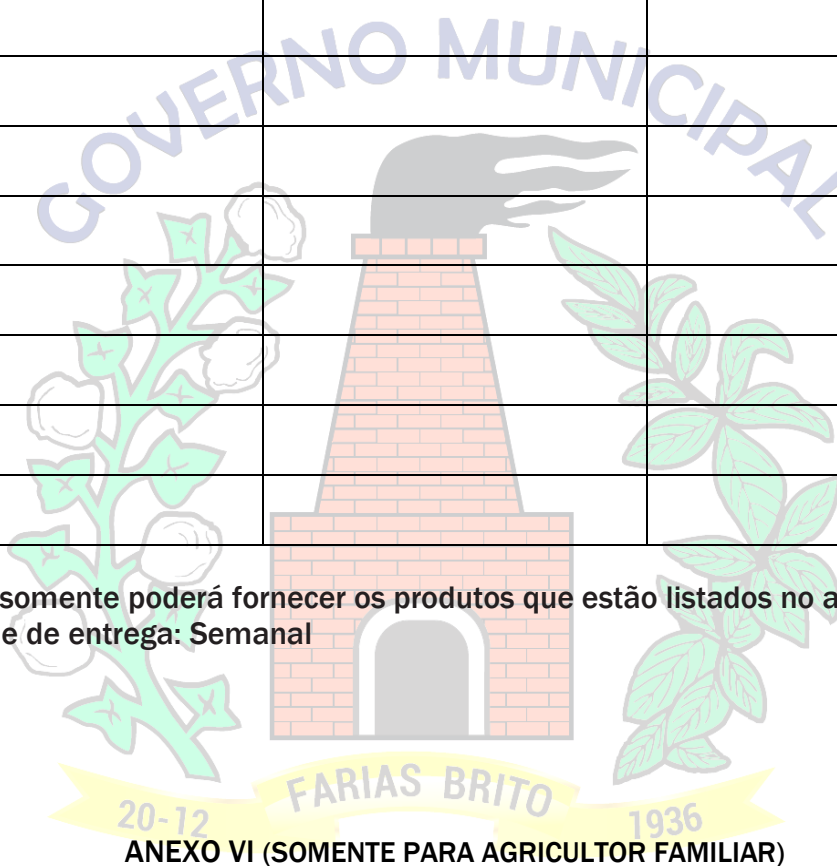 GOVERNO MUNICIPAL
somente poderá fornecer os produtos que estão listados no a
e de entrega: Semanal
FARIAS BRITO
20-12
1936
ANEXO VI (SOMENTE PARA AGRICULTOR FAMILIAR)